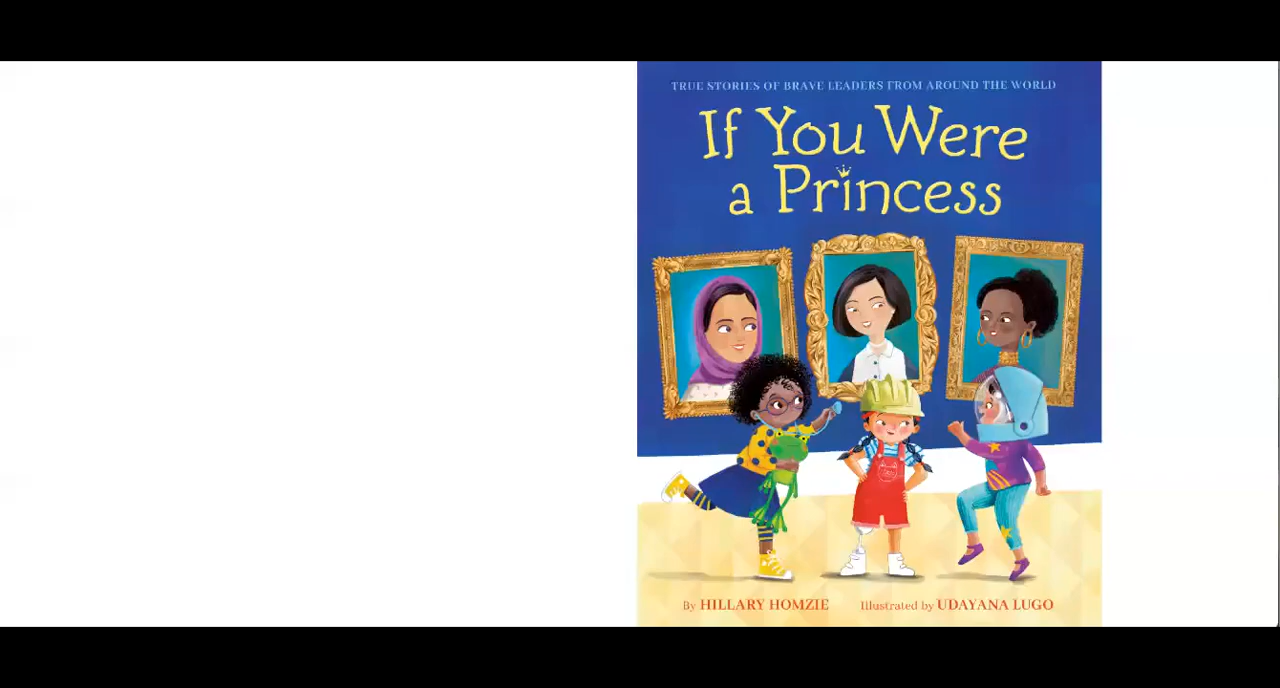 TRUE STORIES OF BRAVE LEADERS FROM AROUND THE WORLD
If You Were
a Princess
By HILLARY HOMZIE Illustrated by UDAYANA LUGO